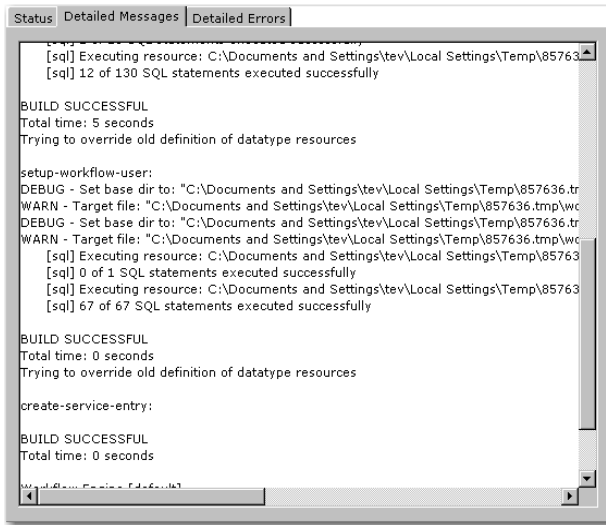 Status Detailed Messages Detailed Errors
[sql] Executing resource: C:\Documents and Settings\tev\Local Settings\Temp\85763
[sql] 12 of 130 SQL statements executed successfully
BUILD SUCCESSFUL
Total time: 5 seconds
Trying to override old definition of datatype resources
setup-workflow-user:
DEBUG - Set base dir to: "C:\Documents and Settings\tev\Local Settings\Temp\857636.tr
WARN - Target file: "C:\Documents and Settings\tev\Local Settings\Temp\857636.tmp\wo
DEBUG - Set base dir to: "C:\Documents and Settings\tev\Local Settings\Temp\857636.tr
WARN - Target file: "C:\Documents and Settings\tev\Local Settings\Temp\857636.tmp\wo
[sql] Executing resource: C:\Documents and Settings\tev\Local Settings\Temp\85763
[sql] 0 of 1 SQL statements executed successfully
[sql] Executing resource: C:\Documents and Settings\tev\Local Settings\Temp\85763
[sql] 67 of 67 SQL statements executed successfully
BUILD SUCCESSFUL
Total time: 0 seconds
Trying to override old definition of datatype resources
create-service-entry:
BUILD SUCCESSFUL
Total time: 0 seconds
Workflow Engine [default]